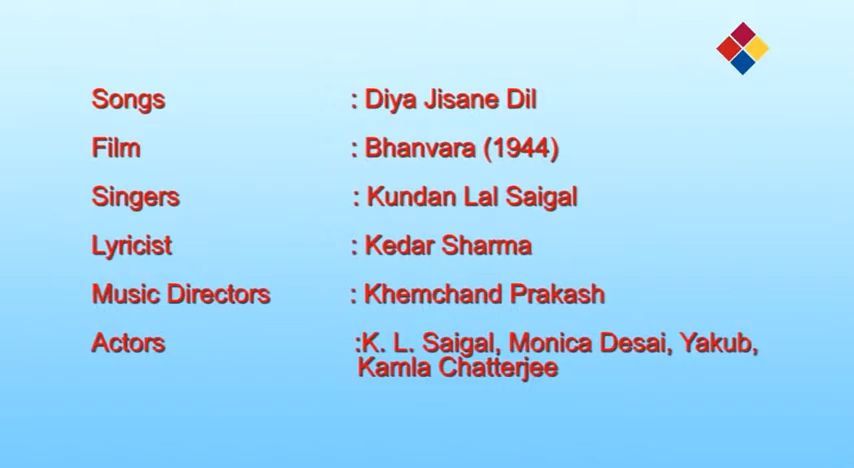 Songs : Diya Jisane Dil
Film : Bhanvara (1944)
Singers : Kundan Lal Saigal
Lyricist : Kedar Sharma
Music Directors : Khemchand Prakash
Actors :K. L. Saigal, Monica Desai, Yakub,
Kamla Chatterjee